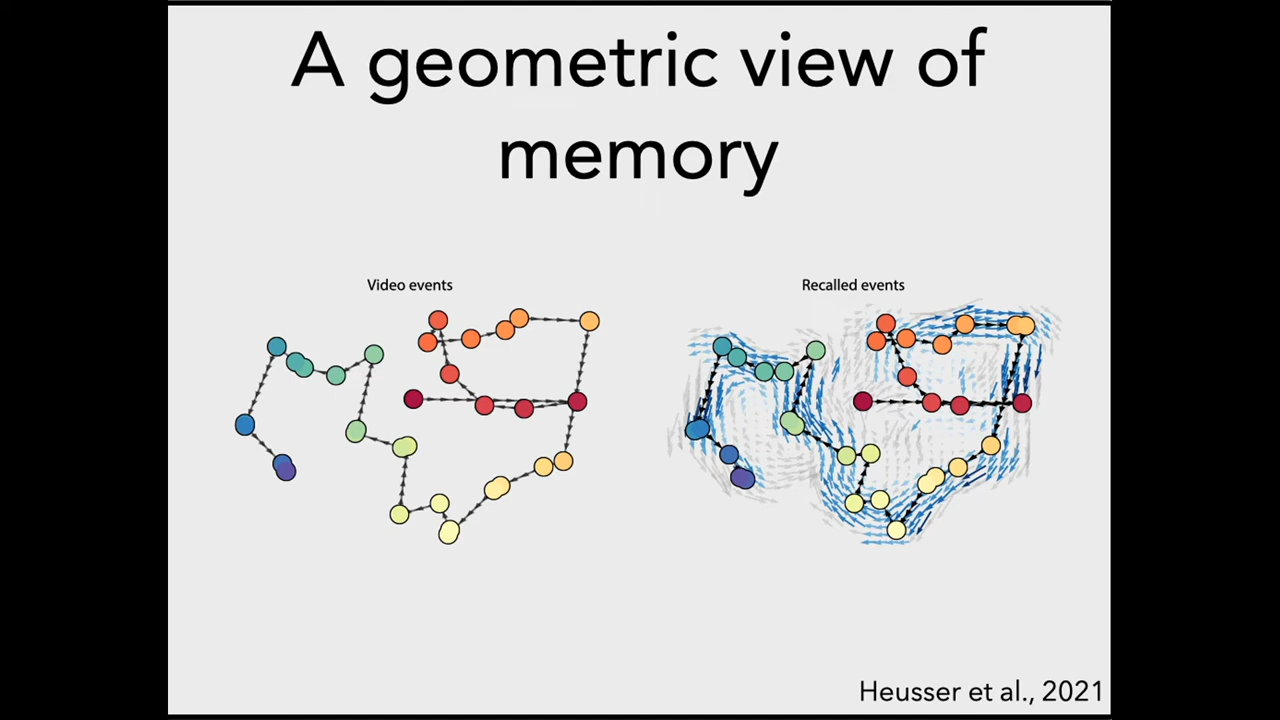 A geometric view of
memory
Video events
Recalled events
Heusser et al., 2021